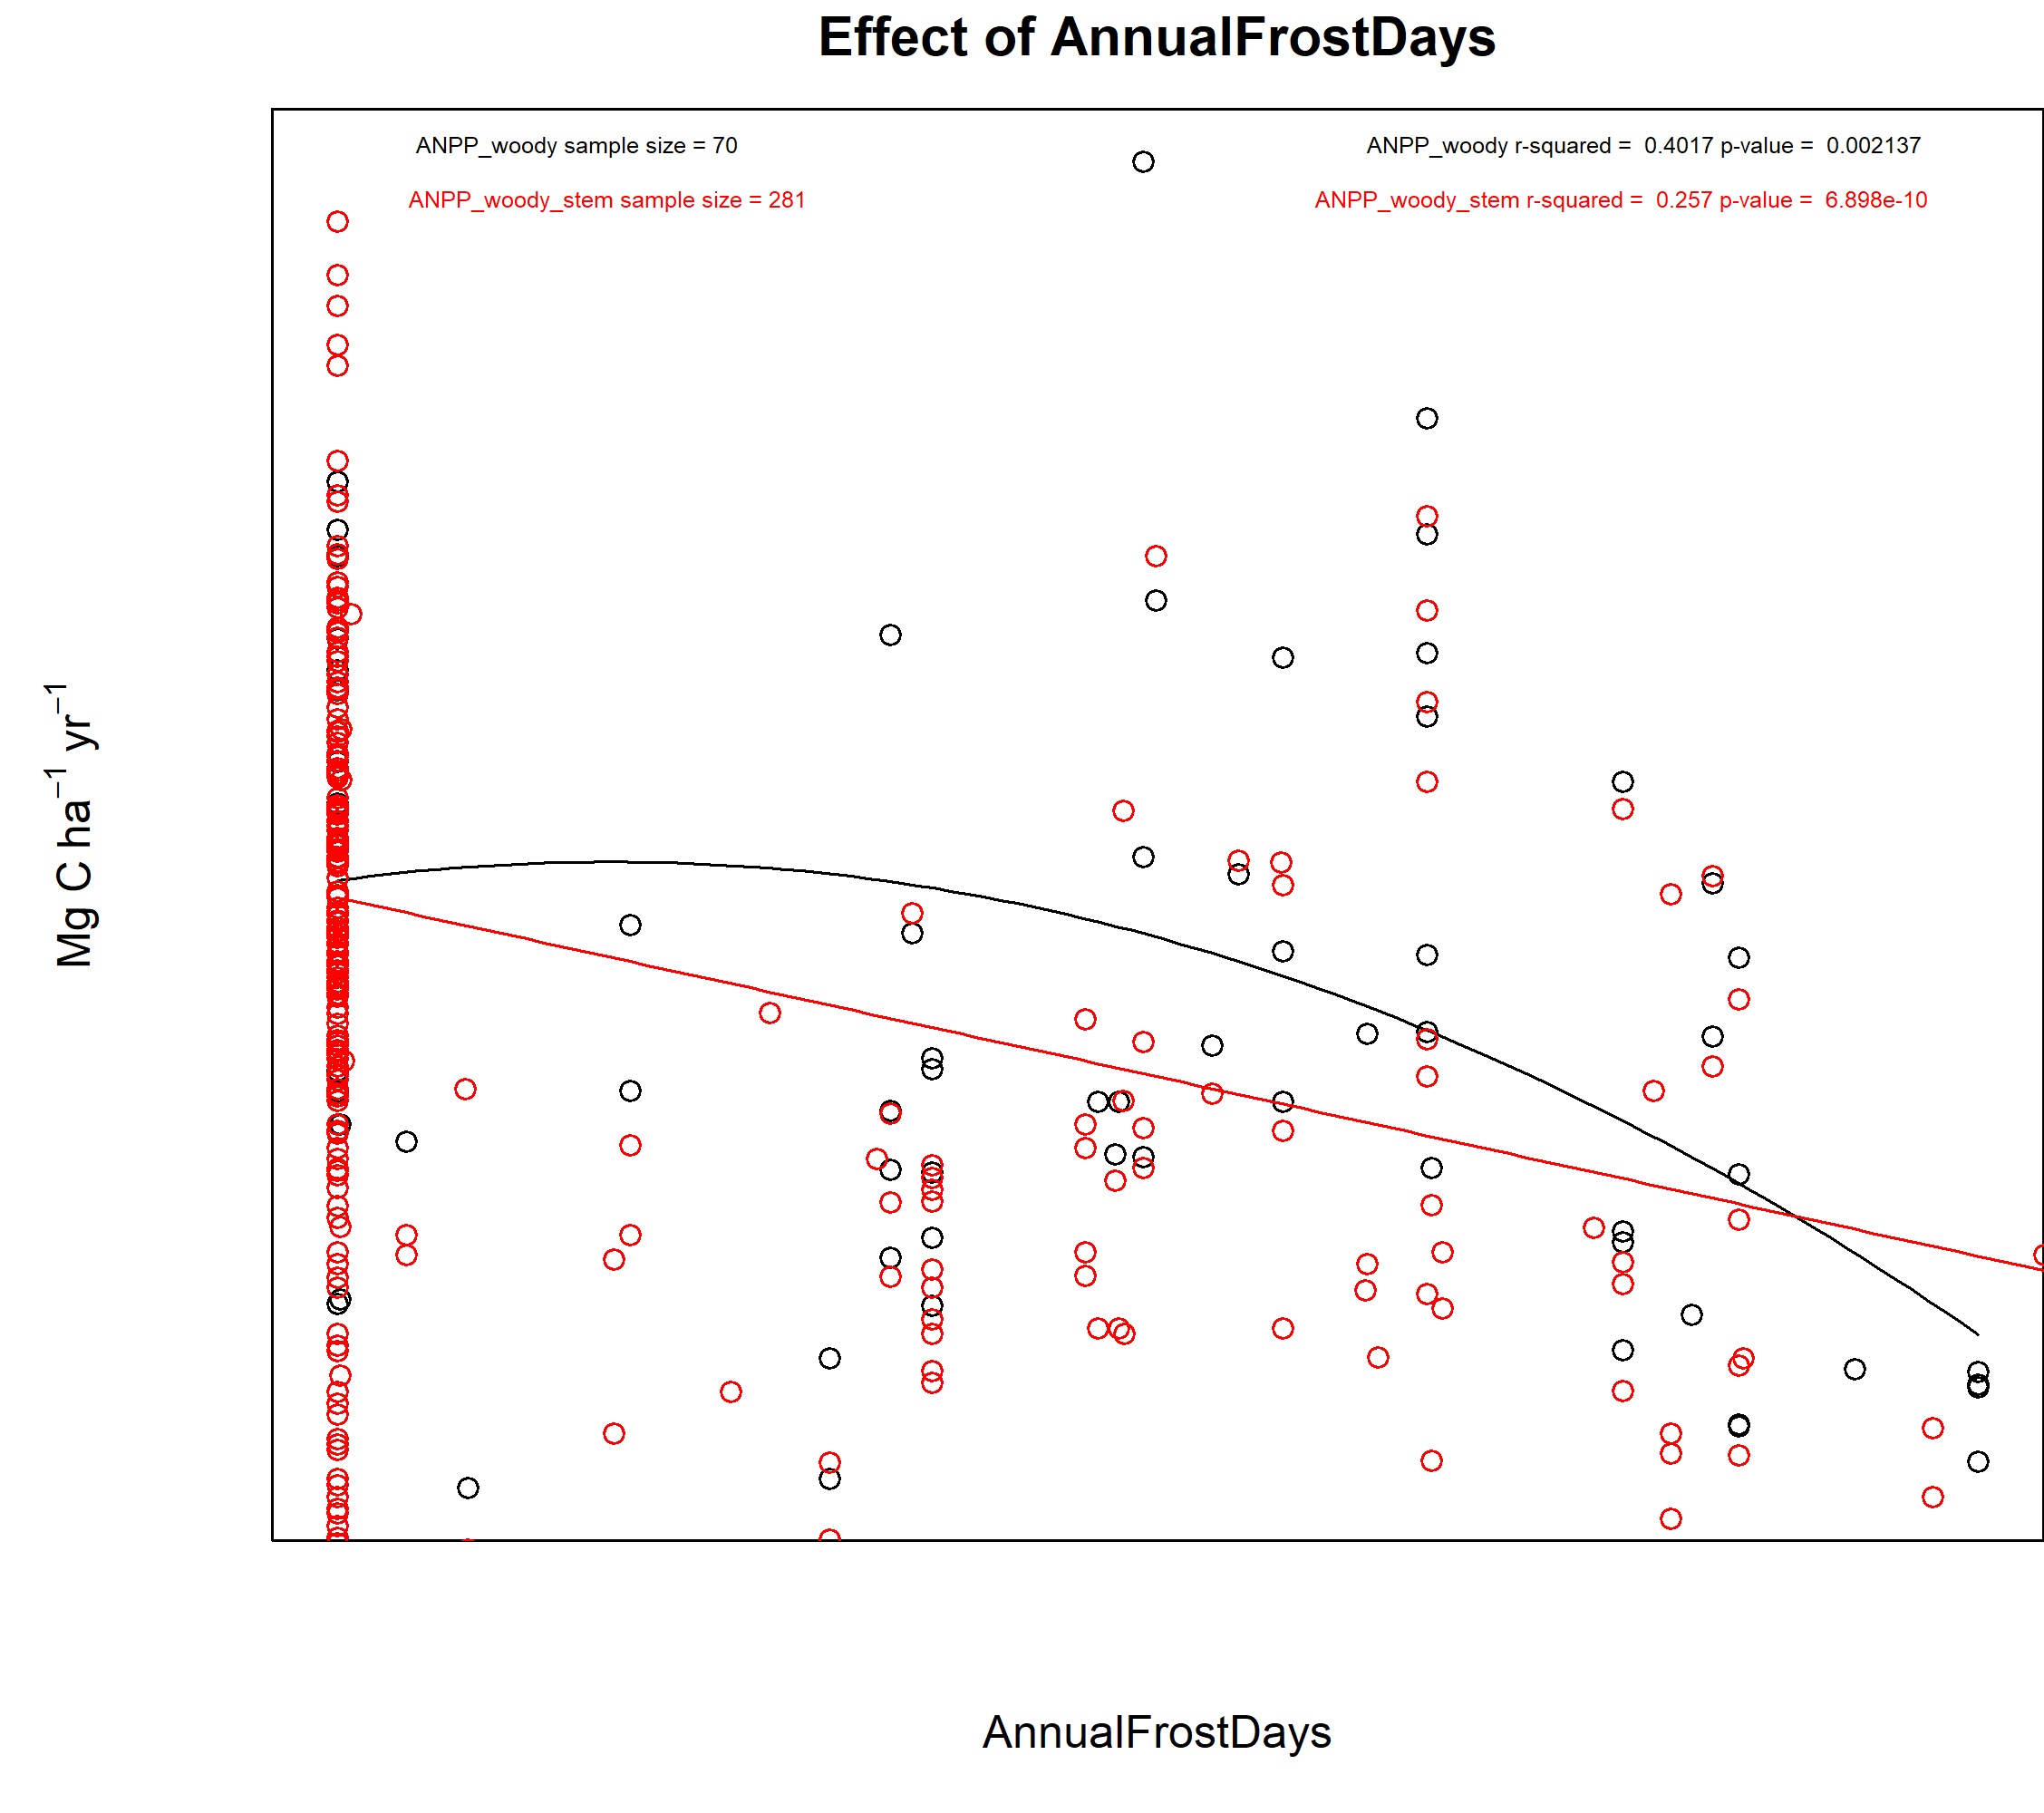 Effect of AnnualFrostDays
ANPP_woody sample size = 70
ANPP_woody r-squared = 0.4017 p-value = 0.002137
ANPP_woody_stem sample size = 281
ANPP_woody_stem r-squared = 0.257 p-value = 6.898e-10
Mg C ha⁻¹ yr⁻¹
AnnualFrostDays